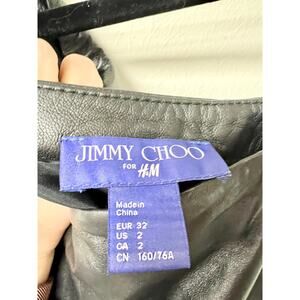 JIMMY CHOO
FOR
H&M
Made in
China
EUR 32
US 2
CA 2
CN 160/76A